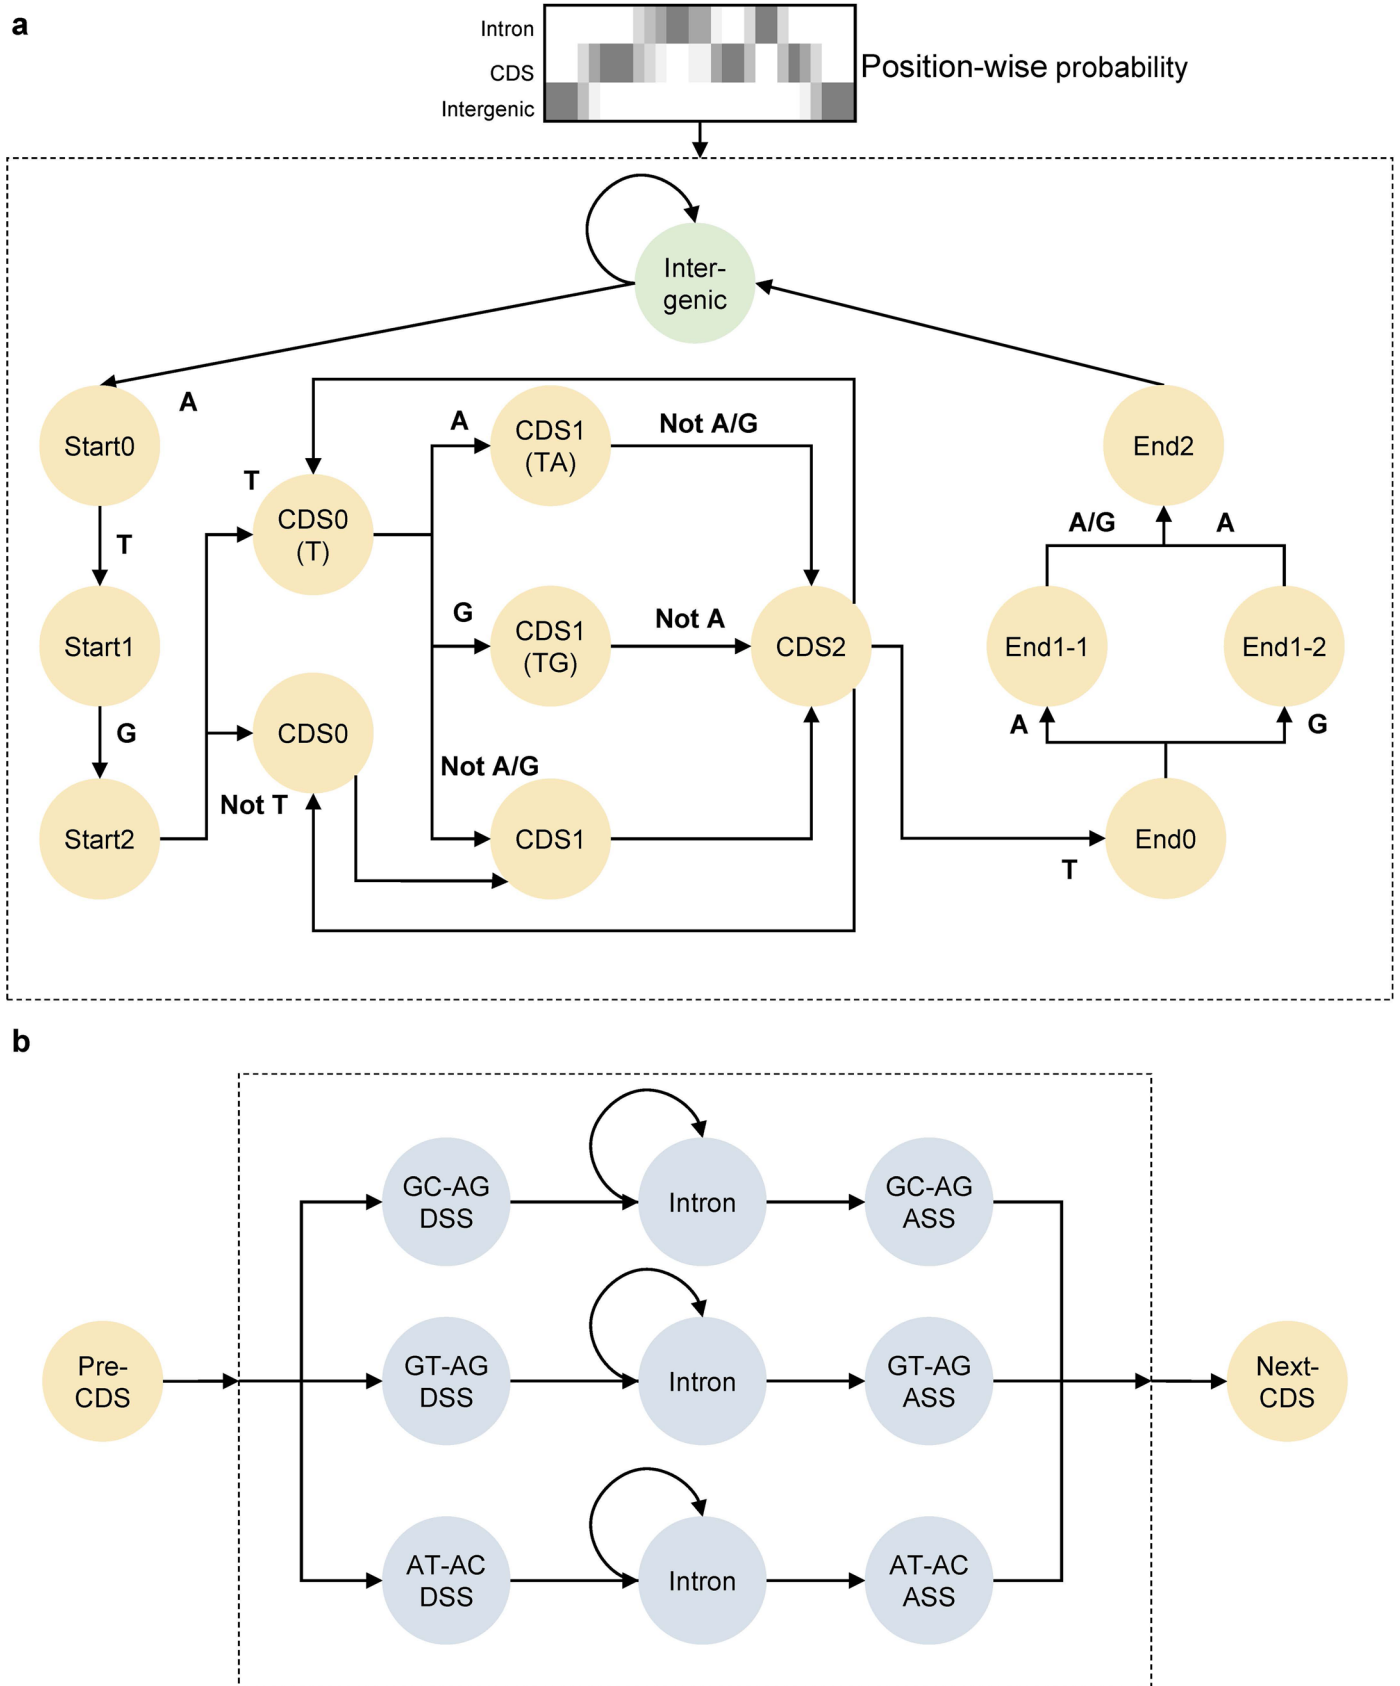 a
Intron
CDS
Intergenic
Position-wise probability
Inter-
genic
A
Start0
T
Start1
G
Start2
T
CDS0
(T)
Not T
CDS0
A
CDS1
(TA)
Not A/G
G
CDS1
(TG)
Not A
CDS2
Not A/G
CDS1
T
End0
A
G
End1-1
End1-2
A/G
A
End2
b
Pre-
CDS
GC-AG
DSS
Intron
GC-AG
ASS
GT-AG
DSS
Intron
GT-AG
ASS
AT-AC
DSS
Intron
AT-AC
ASS
Next-
CDS